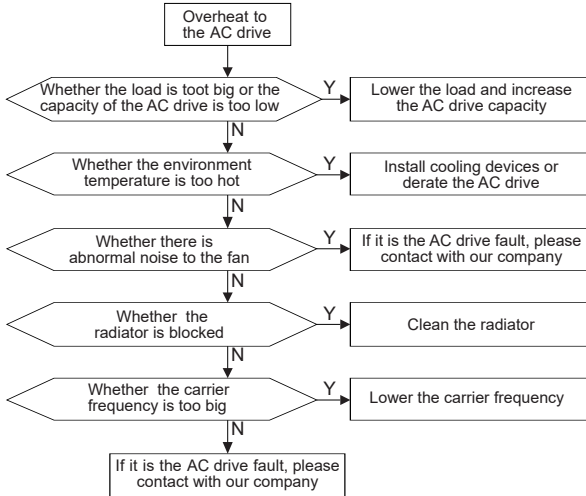 Overheat to
the AC drive
Whether the load is toot big or the
capacity of the AC drive is too low
Y
Lower the load and increase
the AC drive capacity
N
Whether the environment
temperature is too hot
Y
Install cooling devices or
derate the AC drive
N
Whether there is
abnormal noise to the fan
Y
If it is the AC drive fault, please
contact with our company
N
Whether the
radiator is blocked
Y
Clean the radiator
N
Whether the carrier
frequency is too big
Y
Lower the carrier frequency
N
If it is the AC drive fault, please
contact with our company